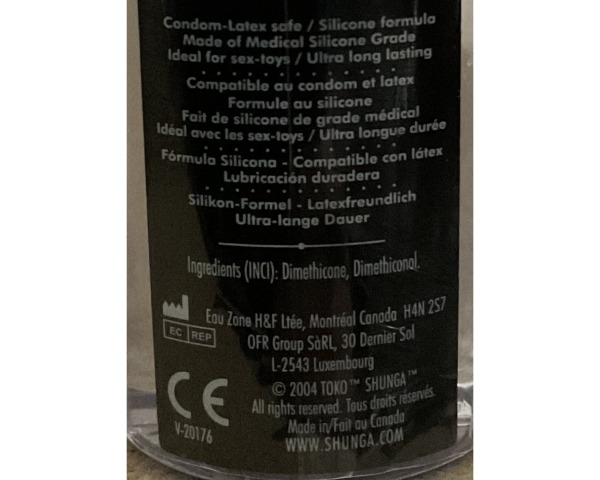 Condom-Latex safe / Silicone formula
Made of Medical Silicone Grade
Ideal for sex-toys / Ultra long lasting
Compatible au condom et latex
Formule au silicone
Fait de silicone de grade médical
Idéal avec les sex-toys / Ultra longue durée
Fórmula Silicona - Compatible con látex
Lubricación duradera
Silikon-Formel - Latexfreundlich
Ultra-lange Dauer
Ingredients (INCI): Dimethicone, Dimethiconol.
Eau Zone H&F Ltée, Montréal Canada H4N 2S7
EC REP
OFR Group SàRL, 30 Dernier Sol
L-2543 Luxembourg
CE
V-20176
© 2004 TOKO™ SHUNGA™
All rights reserved. Tous droits réservés.
Made in/Fait au Canada
WWW.SHUNGA.COM